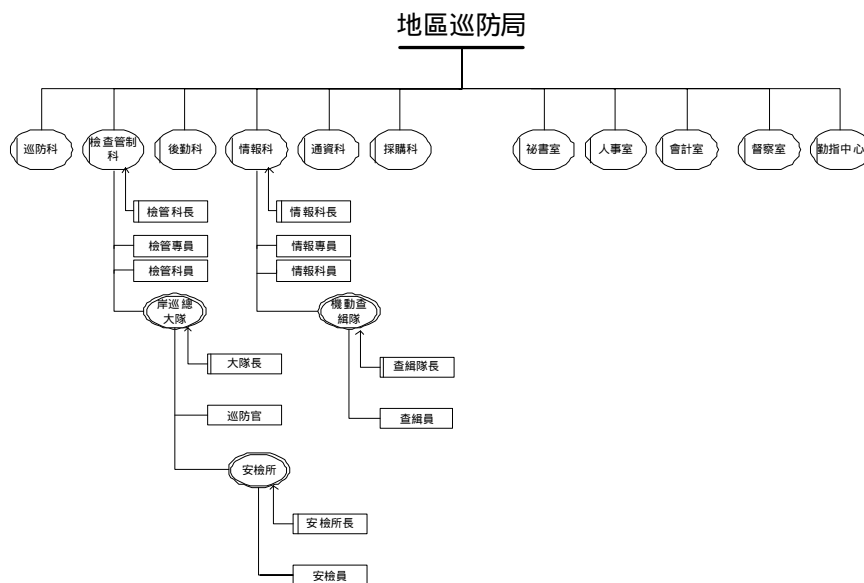 地區巡防局
巡防科
檢查管制
科
後勤科
情報科
通資科
採購科
祕書室
人事室
會計室
督察室
勤指中心
檢管科長
檢管專員
檢管科員
情報科長
情報專員
情報科員
岸巡總
大隊
機動查
緝隊
大隊長
巡防官
查緝隊長
查緝員
安檢所
安檢所長
安檢員